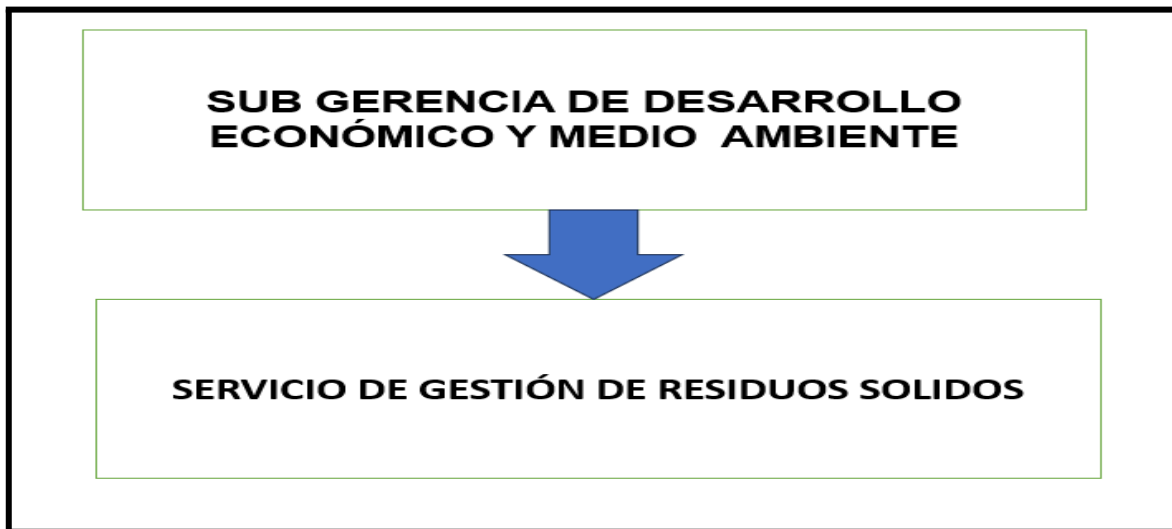 SUB GERENCIA DE DESARROLLO
ECONÓMICO Y MEDIO AMBIENTE
SERVICIO DE GESTIÓN DE RESIDUOS SOLIDOS